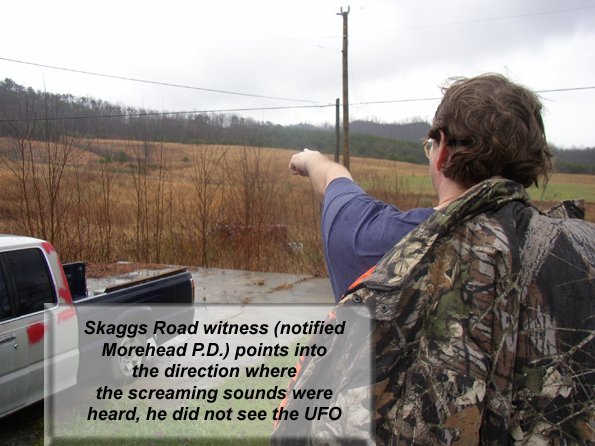 Skaggs Road witness (notified
Morehead P.D.) points into
the direction where
the screaming sounds were
heard, he did not see the UFO